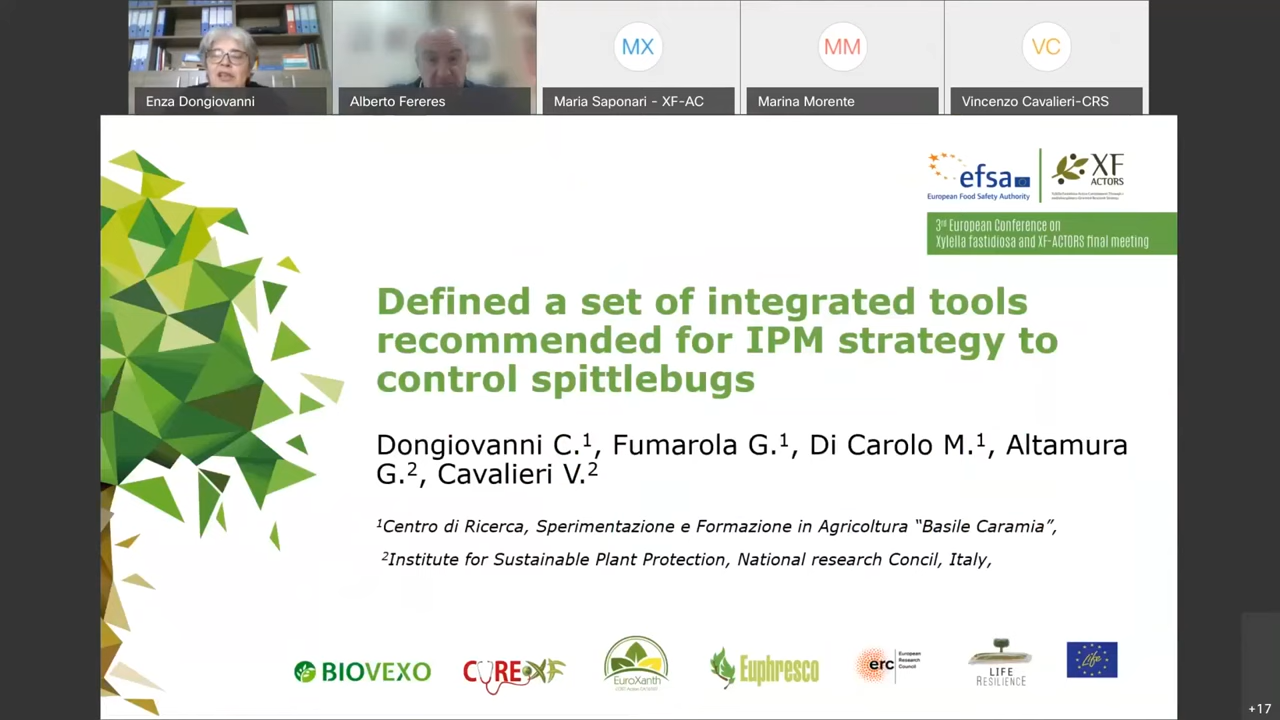 MX
MM
VC
Enza Dongiovanni
Alberto Fereres
Maria Saponari - XF-AC
Marina Morente
Vincenzo Cavalieri-CRS
efsa
European Food Safety Authority
XF
ACTORS
3rd European Conference on
Xylella fastidiosa and XF-ACTORS final meeting
Defined a set of integrated tools
recommended for IPM strategy to
control spittlebugs
Dongiovanni C.¹, Fumarola G.¹, Di Carolo M.¹, Altamura
G.², Cavalieri V.²
¹Centro di Ricerca, Sperimentazione e Formazione in Agricoltura “Basile Caramia”,
²Institute for Sustainable Plant Protection, National research Concil, Italy,
BIOVEXO
CURE XF
EuroXanth
Euphresco
erc
European
Research
Council
LIFE
RESILIENCE
Life
+17